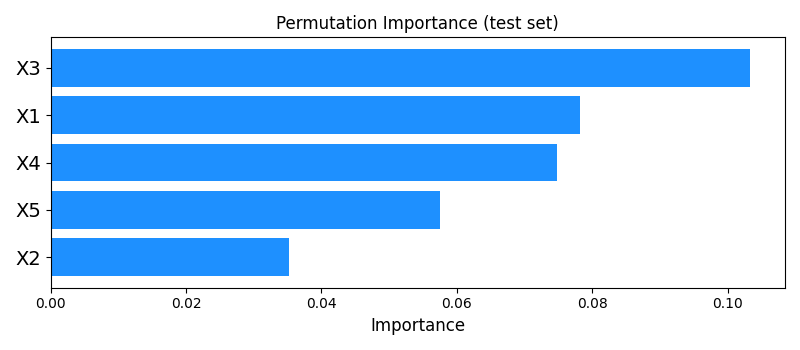 Permutation Importance (test set)
X3
X1
X4
X5
X2
0.00 0.02 0.04 0.06 0.08 0.10
Importance